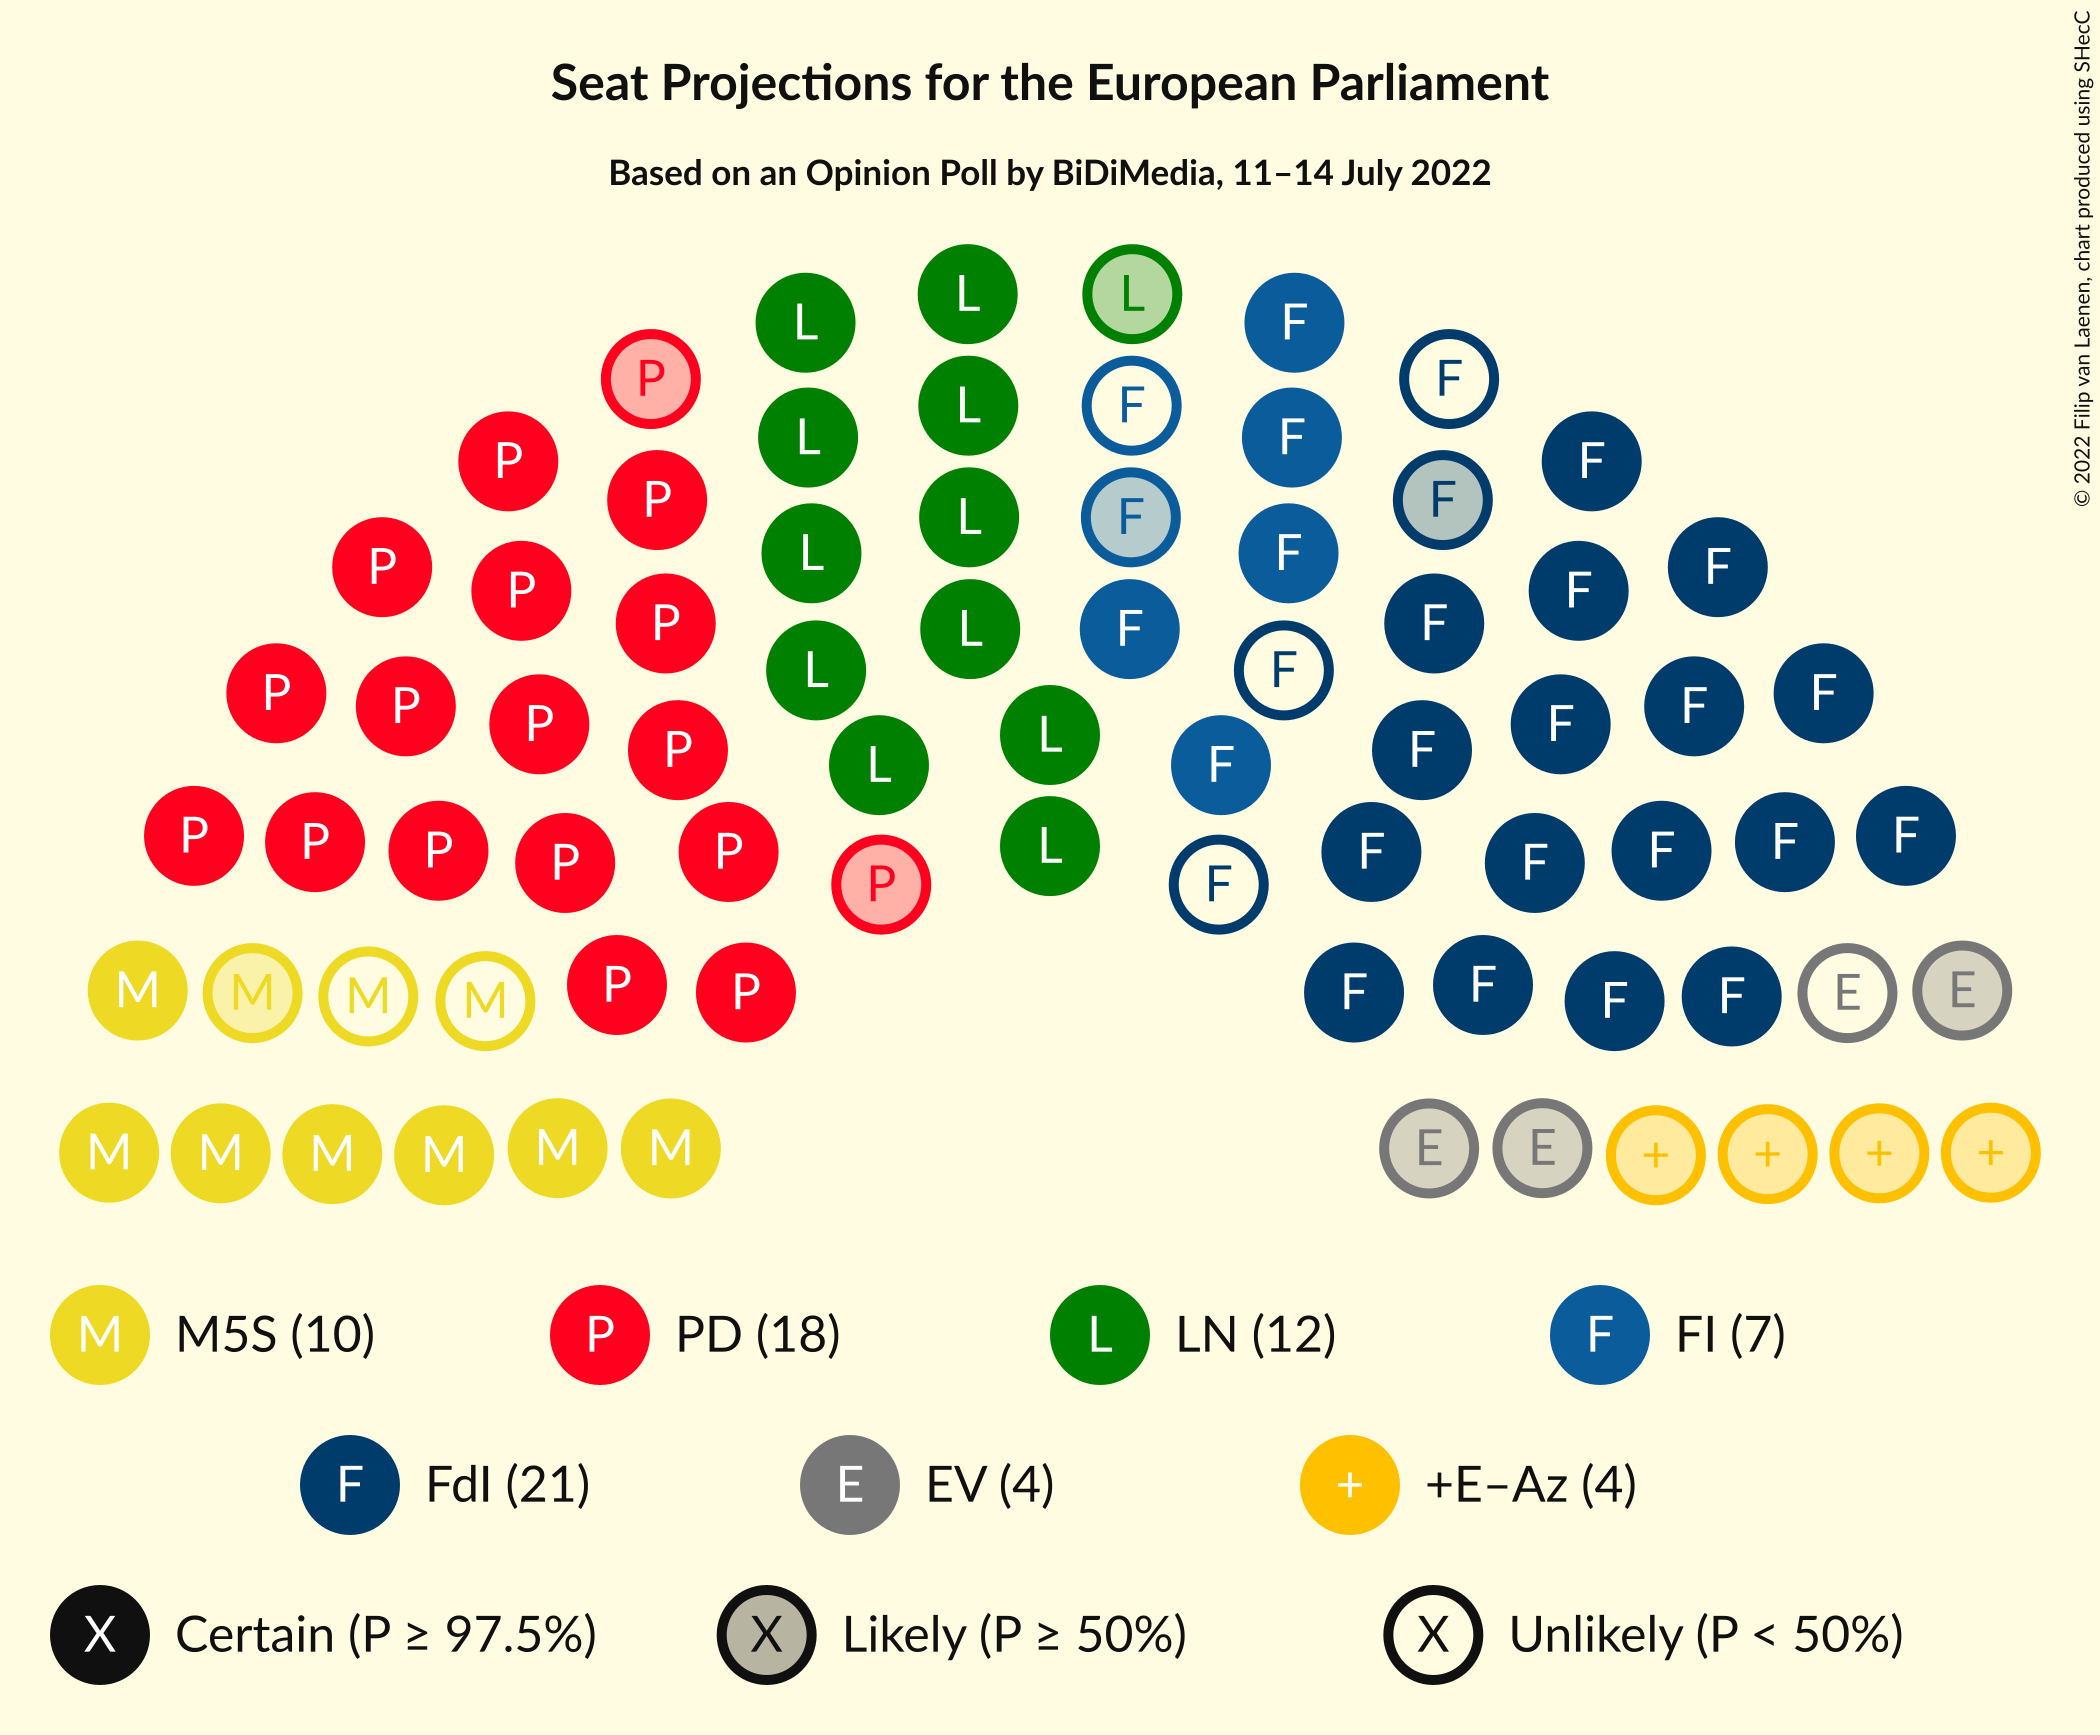 Seat Projections for the European Parliament
Based on an Opinion Poll by BiDiMedia, 11–14 July 2022
© 2022 Filip van Laenen, chart produced using SHecC
L L
L F
P L F
L L F F
P F
P L F F
P L F F
P F
L F
P P F F
P L F F
P L F F
P P F F
P P F F
L
P L F F
P P P F F F
P P L F F F
P P F F
M M M M P P F F F F E E
M M M M M M E E + + + +
M M5S (10) P PD (18) L LN (12) F FI (7)
F FdI (21) E EV (4) + +E–Az (4)
X Certain (P ≥ 97.5%) X Likely (P ≥ 50%) X Unlikely (P < 50%)